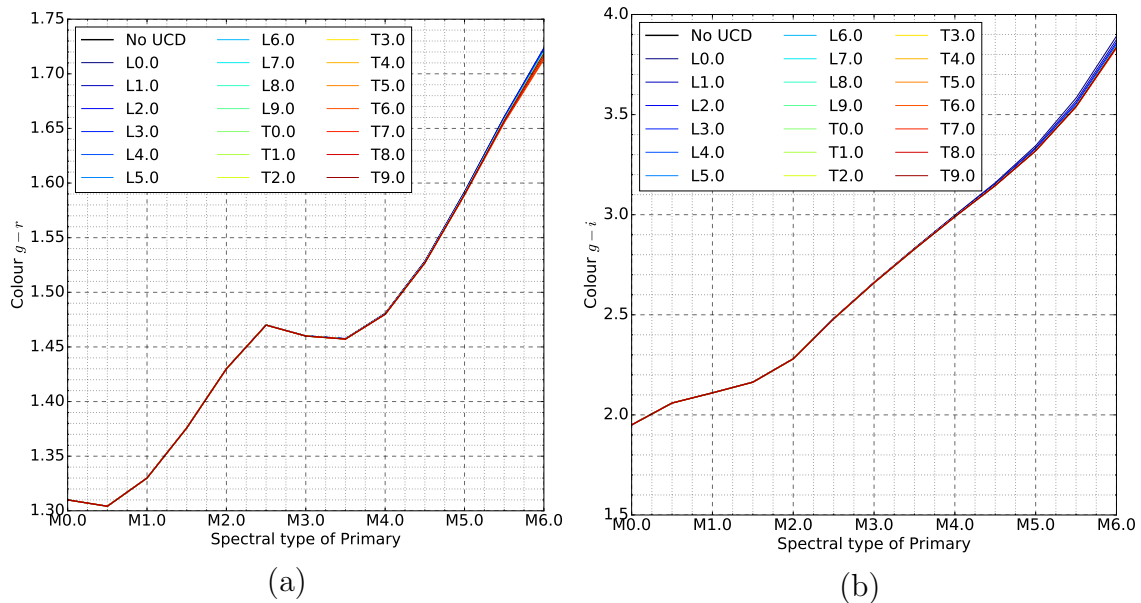 1.75
1.70
1.65
1.60
1.55
1.50
1.45
1.40
1.35
1.30
Colour g − r
No UCD L6.0 T3.0
L0.0 L7.0 T4.0
L1.0 L8.0 T5.0
L2.0 L9.0 T6.0
L3.0 T0.0 T7.0
L4.0 T1.0 T8.0
L5.0 T2.0 T9.0
M0.0 M1.0 M2.0 M3.0 M4.0 M5.0 M6.0
Spectral type of Primary
(a)
4.0
3.5
3.0
2.5
2.0
1.5
Colour g − i
No UCD L6.0 T3.0
L0.0 L7.0 T4.0
L1.0 L8.0 T5.0
L2.0 L9.0 T6.0
L3.0 T0.0 T7.0
L4.0 T1.0 T8.0
L5.0 T2.0 T9.0
M0.0 M1.0 M2.0 M3.0 M4.0 M5.0 M6.0
Spectral type of Primary
(b)